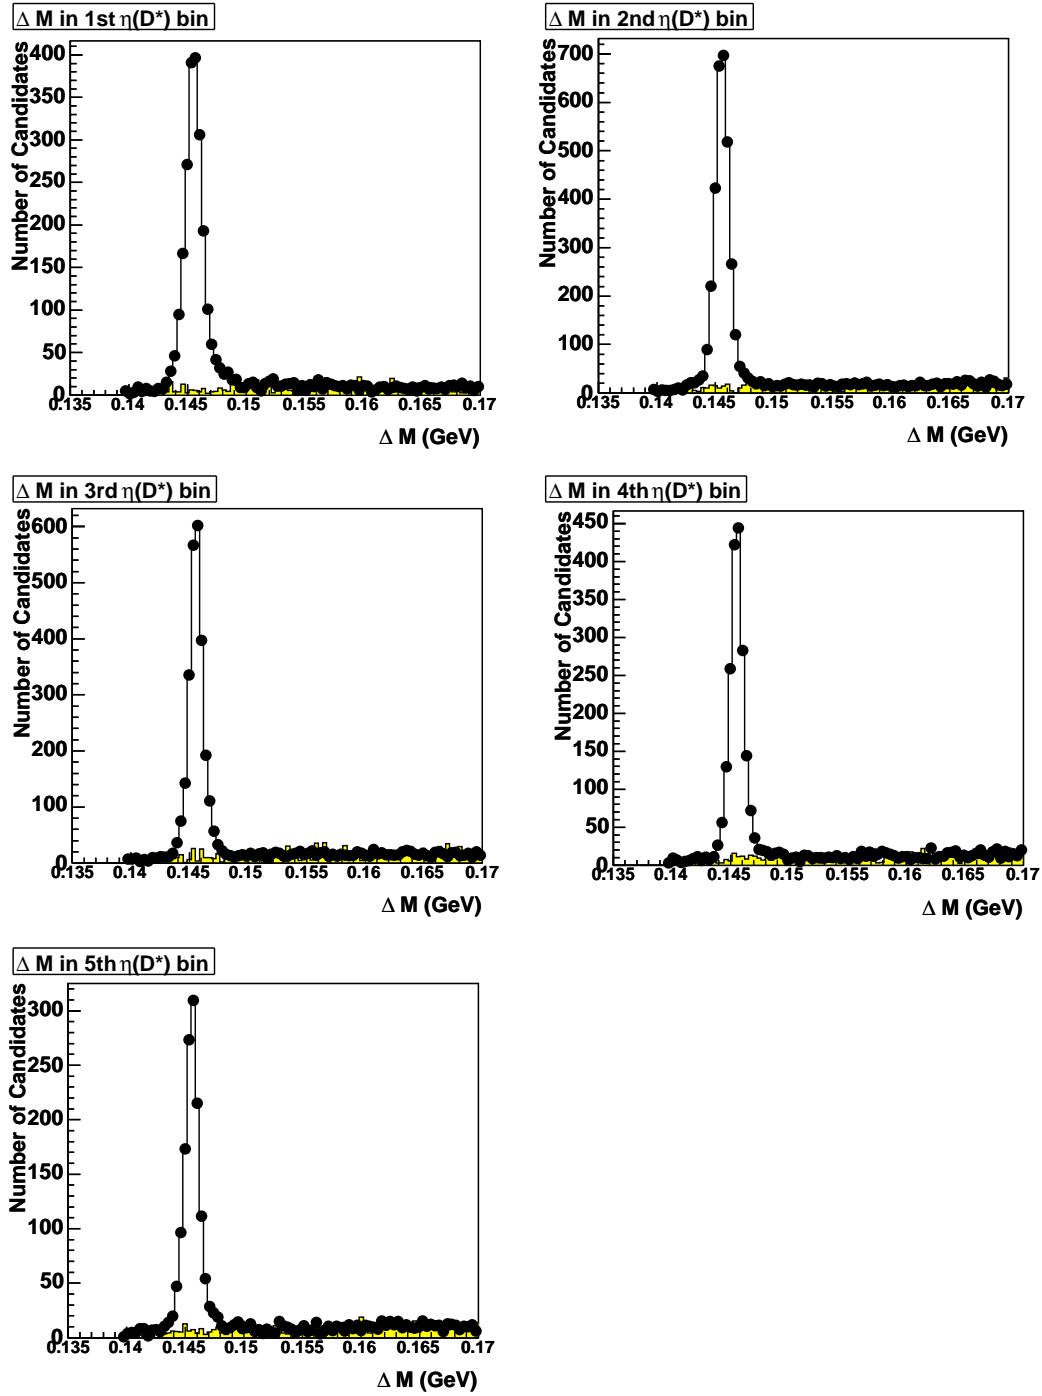 Δ M in 1st η(D*) bin
Number of Candidates
400
350
300
250
200
150
100
50
0
0.135 0.14 0.145 0.15 0.155 0.16 0.165 0.17
Δ M (GeV)
Δ M in 2nd η(D*) bin
Number of Candidates
700
600
500
400
300
200
100
0
0.135 0.14 0.145 0.15 0.155 0.16 0.165 0.17
Δ M (GeV)
Δ M in 3rd η(D*) bin
Number of Candidates
600
500
400
300
200
100
0
0.135 0.14 0.145 0.15 0.155 0.16 0.165 0.17
Δ M (GeV)
Δ M in 4th η(D*) bin
Number of Candidates
450
400
350
300
250
200
150
100
50
0
0.135 0.14 0.145 0.15 0.155 0.16 0.165 0.17
Δ M (GeV)
Δ M in 5th η(D*) bin
Number of Candidates
300
250
200
150
100
50
0
0.135 0.14 0.145 0.15 0.155 0.16 0.165 0.17
Δ M (GeV)